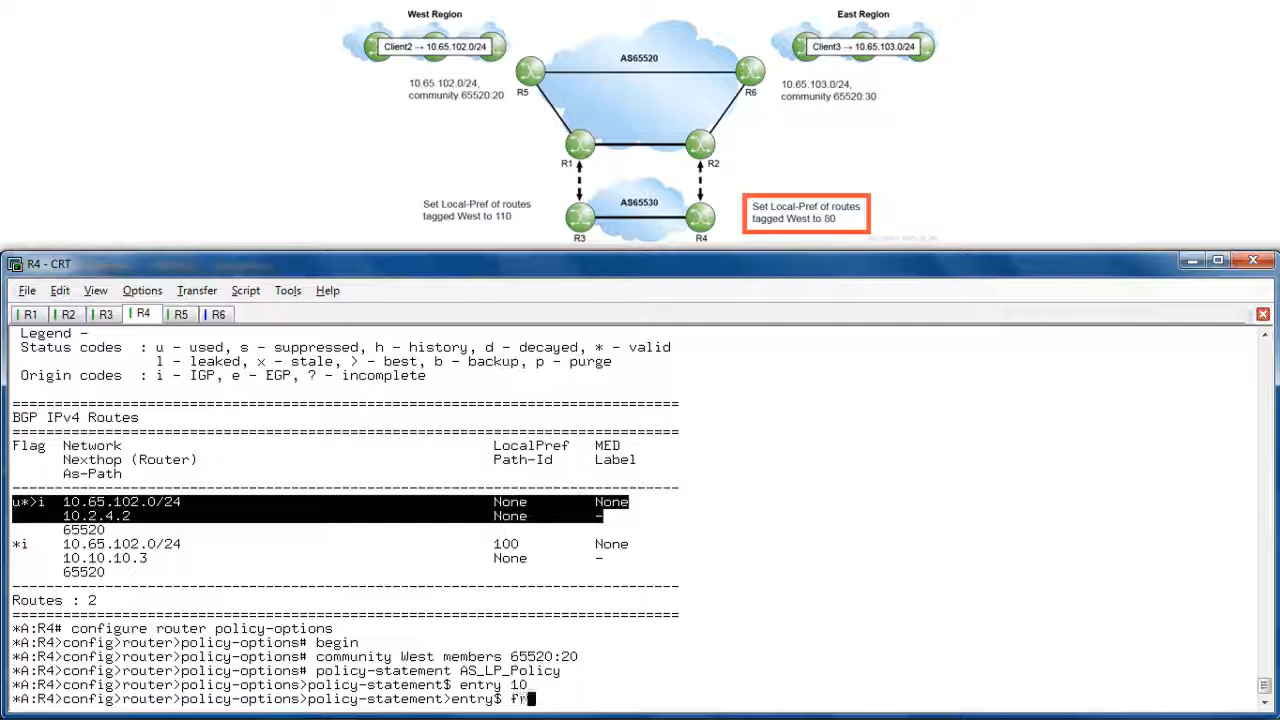 West Region
East Region
Client2 → 10.65.102.0/24
Client3 → 10.65.103.0/24
AS65520
10.65.102.0/24,
community 65520:20
R5
R6
10.65.103.0/24,
community 65520:30
R1
R2
Set Local-Pref of routes
tagged West to 110
AS65530
Set Local-Pref of routes
tagged West to 80
R3
R4
R4 - CRT
File Edit View Options Transfer Script Tools Help
R1 R2 R3 R4 R5 R6
Legend -
Status codes : u - used, s - suppressed, h - history, d - decayed, * - valid
l - leaked, x - stale, > - best, b - backup, p - purge
Origin codes : i - IGP, e - EGP, ? - incomplete
===============================================================================
BGP IPv4 Routes
===============================================================================
Flag Network LocalPref MED
Nexthop (Router) Path-Id Label
As-Path
-------------------------------------------------------------------------------
u*>i 10.65.102.0/24 None None
10.2.4.2 None -
65520
*i 10.65.102.0/24 100 None
10.10.10.3 None -
65520
-------------------------------------------------------------------------------
Routes : 2
===============================================================================
*A:R4# configure router policy-options
*A:R4>config>router>policy-options# begin
*A:R4>config>router>policy-options# community West members 65520:20
*A:R4>config>router>policy-options# policy-statement AS_LP_Policy
*A:R4>config>router>policy-options>policy-statement$ entry 10
*A:R4>config>router>policy-options>policy-statement>entry$ fr